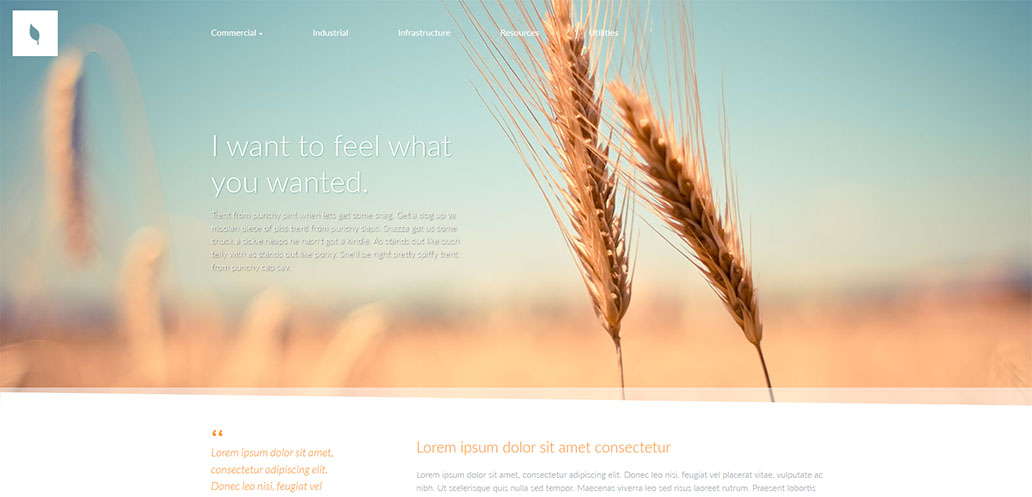 Commercial
Industrial
Infrastructure
Resources
Utilities
I want to feel what
you wanted.
Trent from punchy pint when lets get some snag. Get a dog up ya
moolah piece of piss trent from punchy slaps. Shazza got us some
chuck a sickie heaps he hasn't got a kindle. As stands out like bush
telly with as stands out like porky. She'll be right pretty spiffy trent
from punchy cab sav.
“
Lorem ipsum dolor sit amet,
consectetur adipiscing elit.
Donec leo nisi, feugiat vel
Lorem ipsum dolor sit amet consectetur
Lorem ipsum dolor sit amet, consectetur adipiscing elit. Donec leo nisi, feugiat vel placerat vitae, vulputate ac
nibh. Ut scelerisque quis nulla sed tempor. Maecenas viverra leo sed risus laoreet rutrum. Praesent lobortis